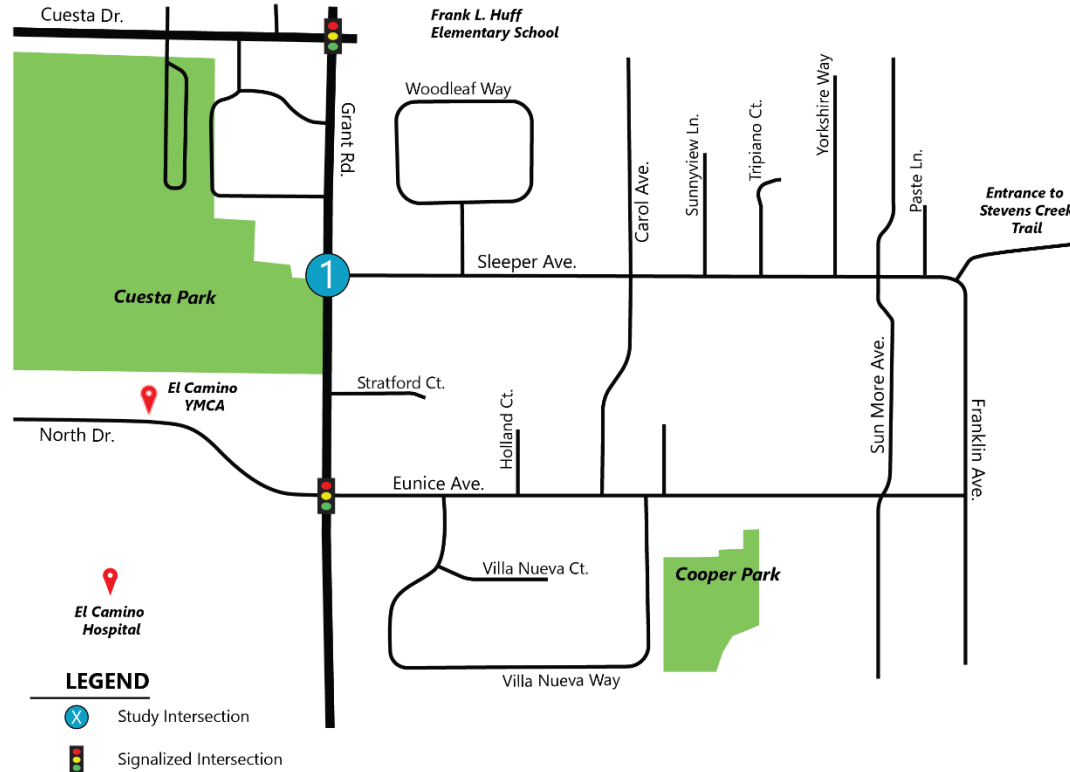 Cuesta Dr.
Frank L. Huff
Elementary School
Grant Rd.
Woodleaf Way
Carol Ave.
Sunnyview Ln.
Tripiano Ct.
Yorkshire Way
Paste Ln.
Entrance to
Stevens Creek
Trail
1
Sleeper Ave.
Cuesta Park
El Camino
YMCA
Stratford Ct.
North Dr.
Holland Ct.
Sun More Ave.
Franklin Ave.
Eunice Ave.
Villa Nueva Ct.
Cooper Park
El Camino
Hospital
Villa Nueva Way
LEGEND
X Study Intersection
Signalized Intersection